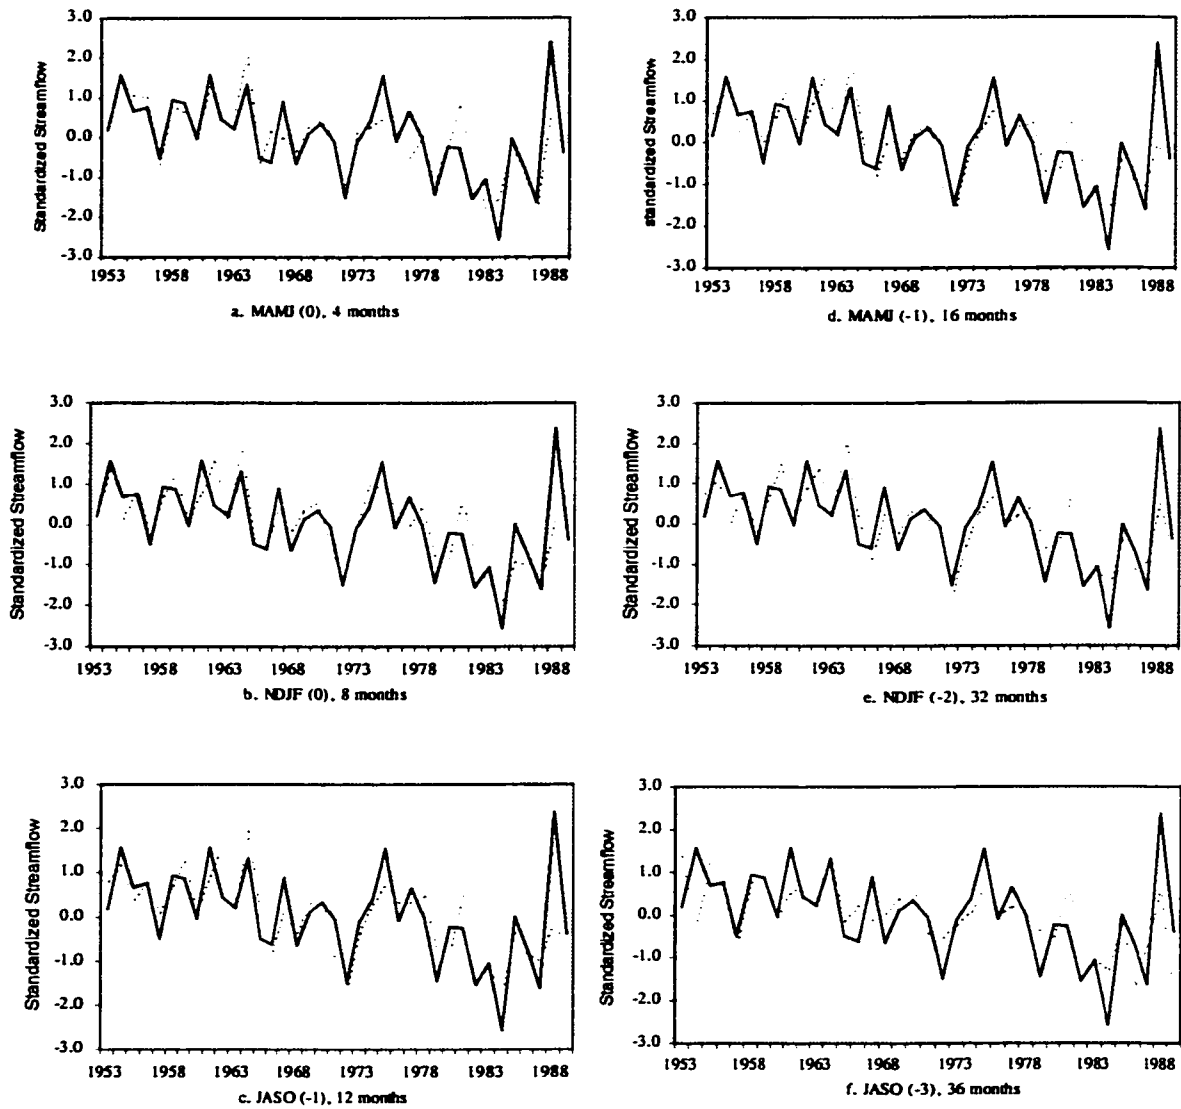 Standardized Streamflow
3.0
2.0
1.0
0.0
-1.0
-2.0
-3.0
1953 1958 1963 1968 1973 1978 1983 1988
a. MAMJ (0), 4 months
standardized Streamflow
3.0
2.0
1.0
0.0
-1.0
-2.0
-3.0
1953 1958 1963 1968 1973 1978 1983 1988
d. MAMJ (-1), 16 months
Standardized Streamflow
3.0
2.0
1.0
0.0
-1.0
-2.0
-3.0
1953 1958 1963 1968 1973 1978 1983 1988
b. NDJF (0), 8 months
Standardized Streamflow
3.0
2.0
1.0
0.0
-1.0
-2.0
-3.0
1953 1958 1963 1968 1973 1978 1983 1988
e. NDJF (-2), 32 months
Standardized Streamflow
3.0
2.0
1.0
0.0
-1.0
-2.0
-3.0
1953 1958 1963 1968 1973 1978 1983 1988
c. JASO (-1), 12 months
Standardized Streamflow
3.0
2.0
1.0
0.0
-1.0
-2.0
-3.0
1953 1958 1963 1968 1973 1978 1983 1988
f. JASO (-3), 36 months